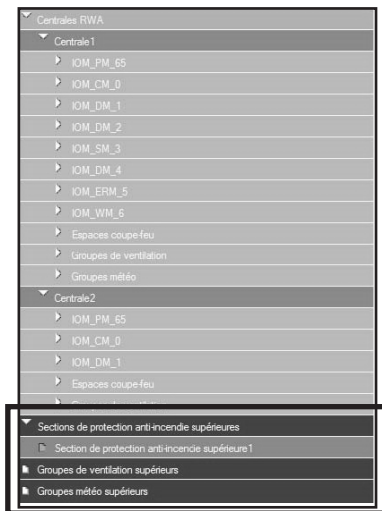 Centrales RWA
Centrale1
IOM_PM_65
IOM_CM_0
IOM_DM_1
IOM_DM_2
IOM_SM_3
IOM_DM_4
IOM_ERM_5
IOM_WM_6
Espaces coupe-feu
Groupes de ventilation
Groupes météo
Centrale2
IOM_PM_65
IOM_CM_0
IOM_DM_1
Espaces coupe-feu
Sections de protection anti-incendie supérieures
Section de protection anti-incencie supérieure1
Groupes de ventilation supérieurs
Groupes météo supérieurs